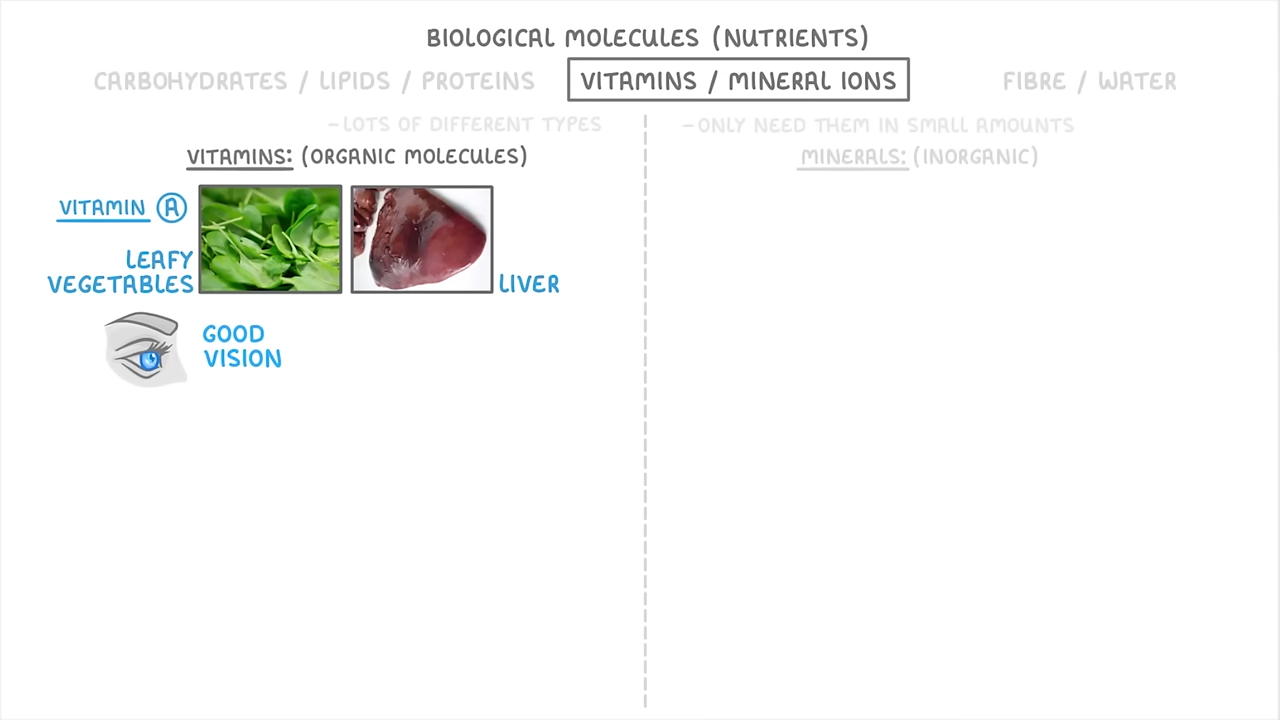 BIOLOGICAL MOLECULES (NUTRIENTS)
CARBOHYDRATES / LIPIDS / PROTEINS
VITAMINS / MINERAL IONS
FIBRE / WATER
-LOTS OF DIFFERENT TYPES
-ONLY NEED THEM IN SMALL AMOUNTS
VITAMINS: (ORGANIC MOLECULES)
MINERALS: (INORGANIC)
VITAMIN A
LEAFY
VEGETABLES
LIVER
GOOD
VISION